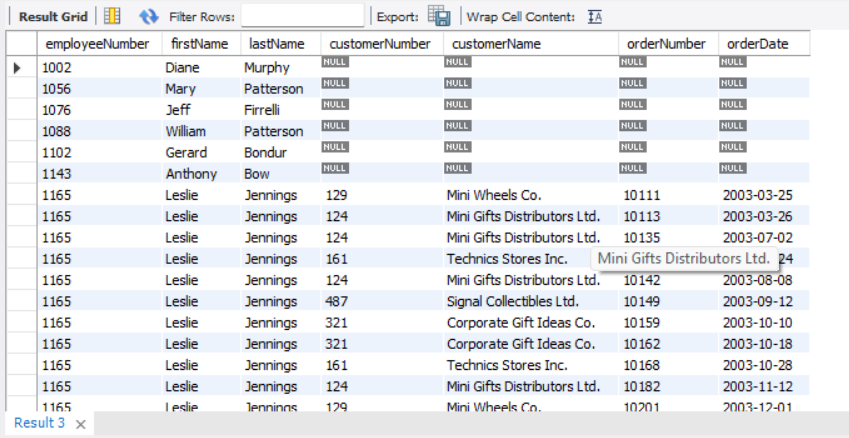 Result Grid Filter Rows: Export: Wrap Cell Content: IA
employeeNumber firstName lastName customerNumber customerName orderNumber orderDate
1002 Diane Murphy NULL NULL NULL NULL
1056 Mary Patterson NULL NULL NULL NULL
1076 Jeff Firrelli NULL NULL NULL NULL
1088 William Patterson NULL NULL NULL NULL
1102 Gerard Bondur NULL NULL NULL NULL
1143 Anthony Bow NULL NULL NULL NULL
1165 Leslie Jennings 129 Mini Wheels Co. 10111 2003-03-25
1165 Leslie Jennings 124 Mini Gifts Distributors Ltd. 10113 2003-03-26
1165 Leslie Jennings 124 Mini Gifts Distributors Ltd. 10135 2003-07-02
1165 Leslie Jennings 161 Technics Stores Inc. Mini Gifts Distributors Ltd. 24
1165 Leslie Jennings 124 Mini Gifts Distributors Ltd. 10142 2003-08-08
1165 Leslie Jennings 487 Signal Collectibles Ltd. 10149 2003-09-12
1165 Leslie Jennings 321 Corporate Gift Ideas Co. 10159 2003-10-10
1165 Leslie Jennings 321 Corporate Gift Ideas Co. 10162 2003-10-18
1165 Leslie Jennings 161 Technics Stores Inc. 10168 2003-10-28
1165 Leslie Jennings 124 Mini Gifts Distributors Ltd. 10182 2003-11-12
1165 Leslie Jennings 129 Mini Wheels Co. 10201 2003-12-01
Result 3